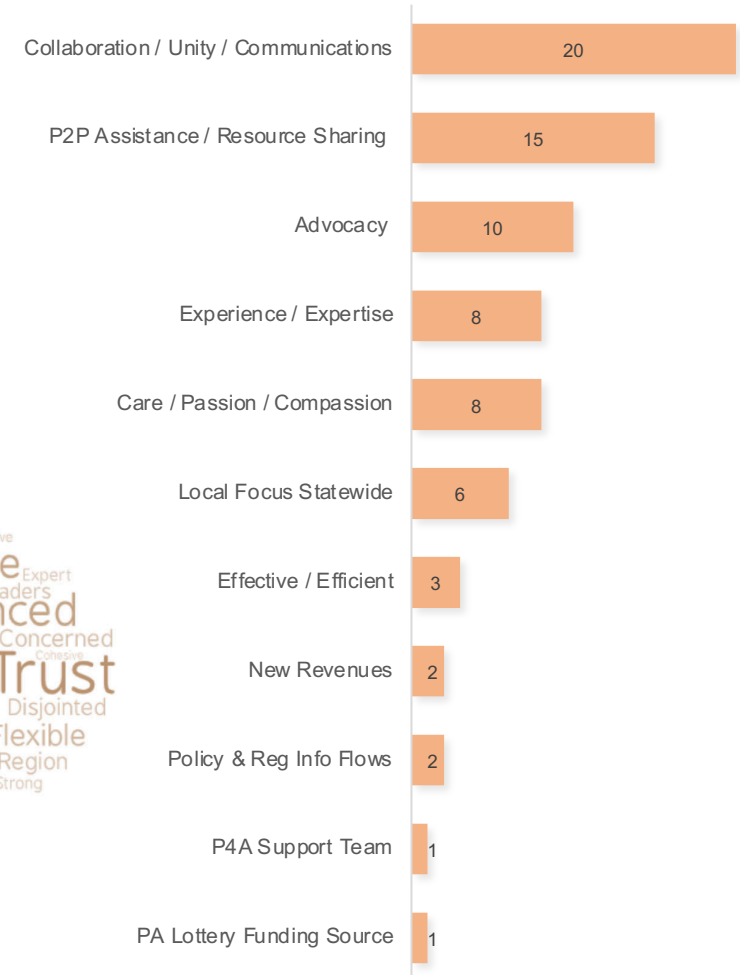 Collaboration / Unity / Communications 20
P2P Assistance / Resource Sharing 15
Advocacy 10
Experience / Expertise 8
Care / Passion / Compassion 8
Local Focus Statewide 6
Effective / Efficient 3
New Revenues 2
Policy & Reg Info Flows 2
P4A Support Team 1
PA Lottery Funding Source 1
Expert
Concerned
Cohesive
Trust
Disjointed
Flexible
Region
Strong